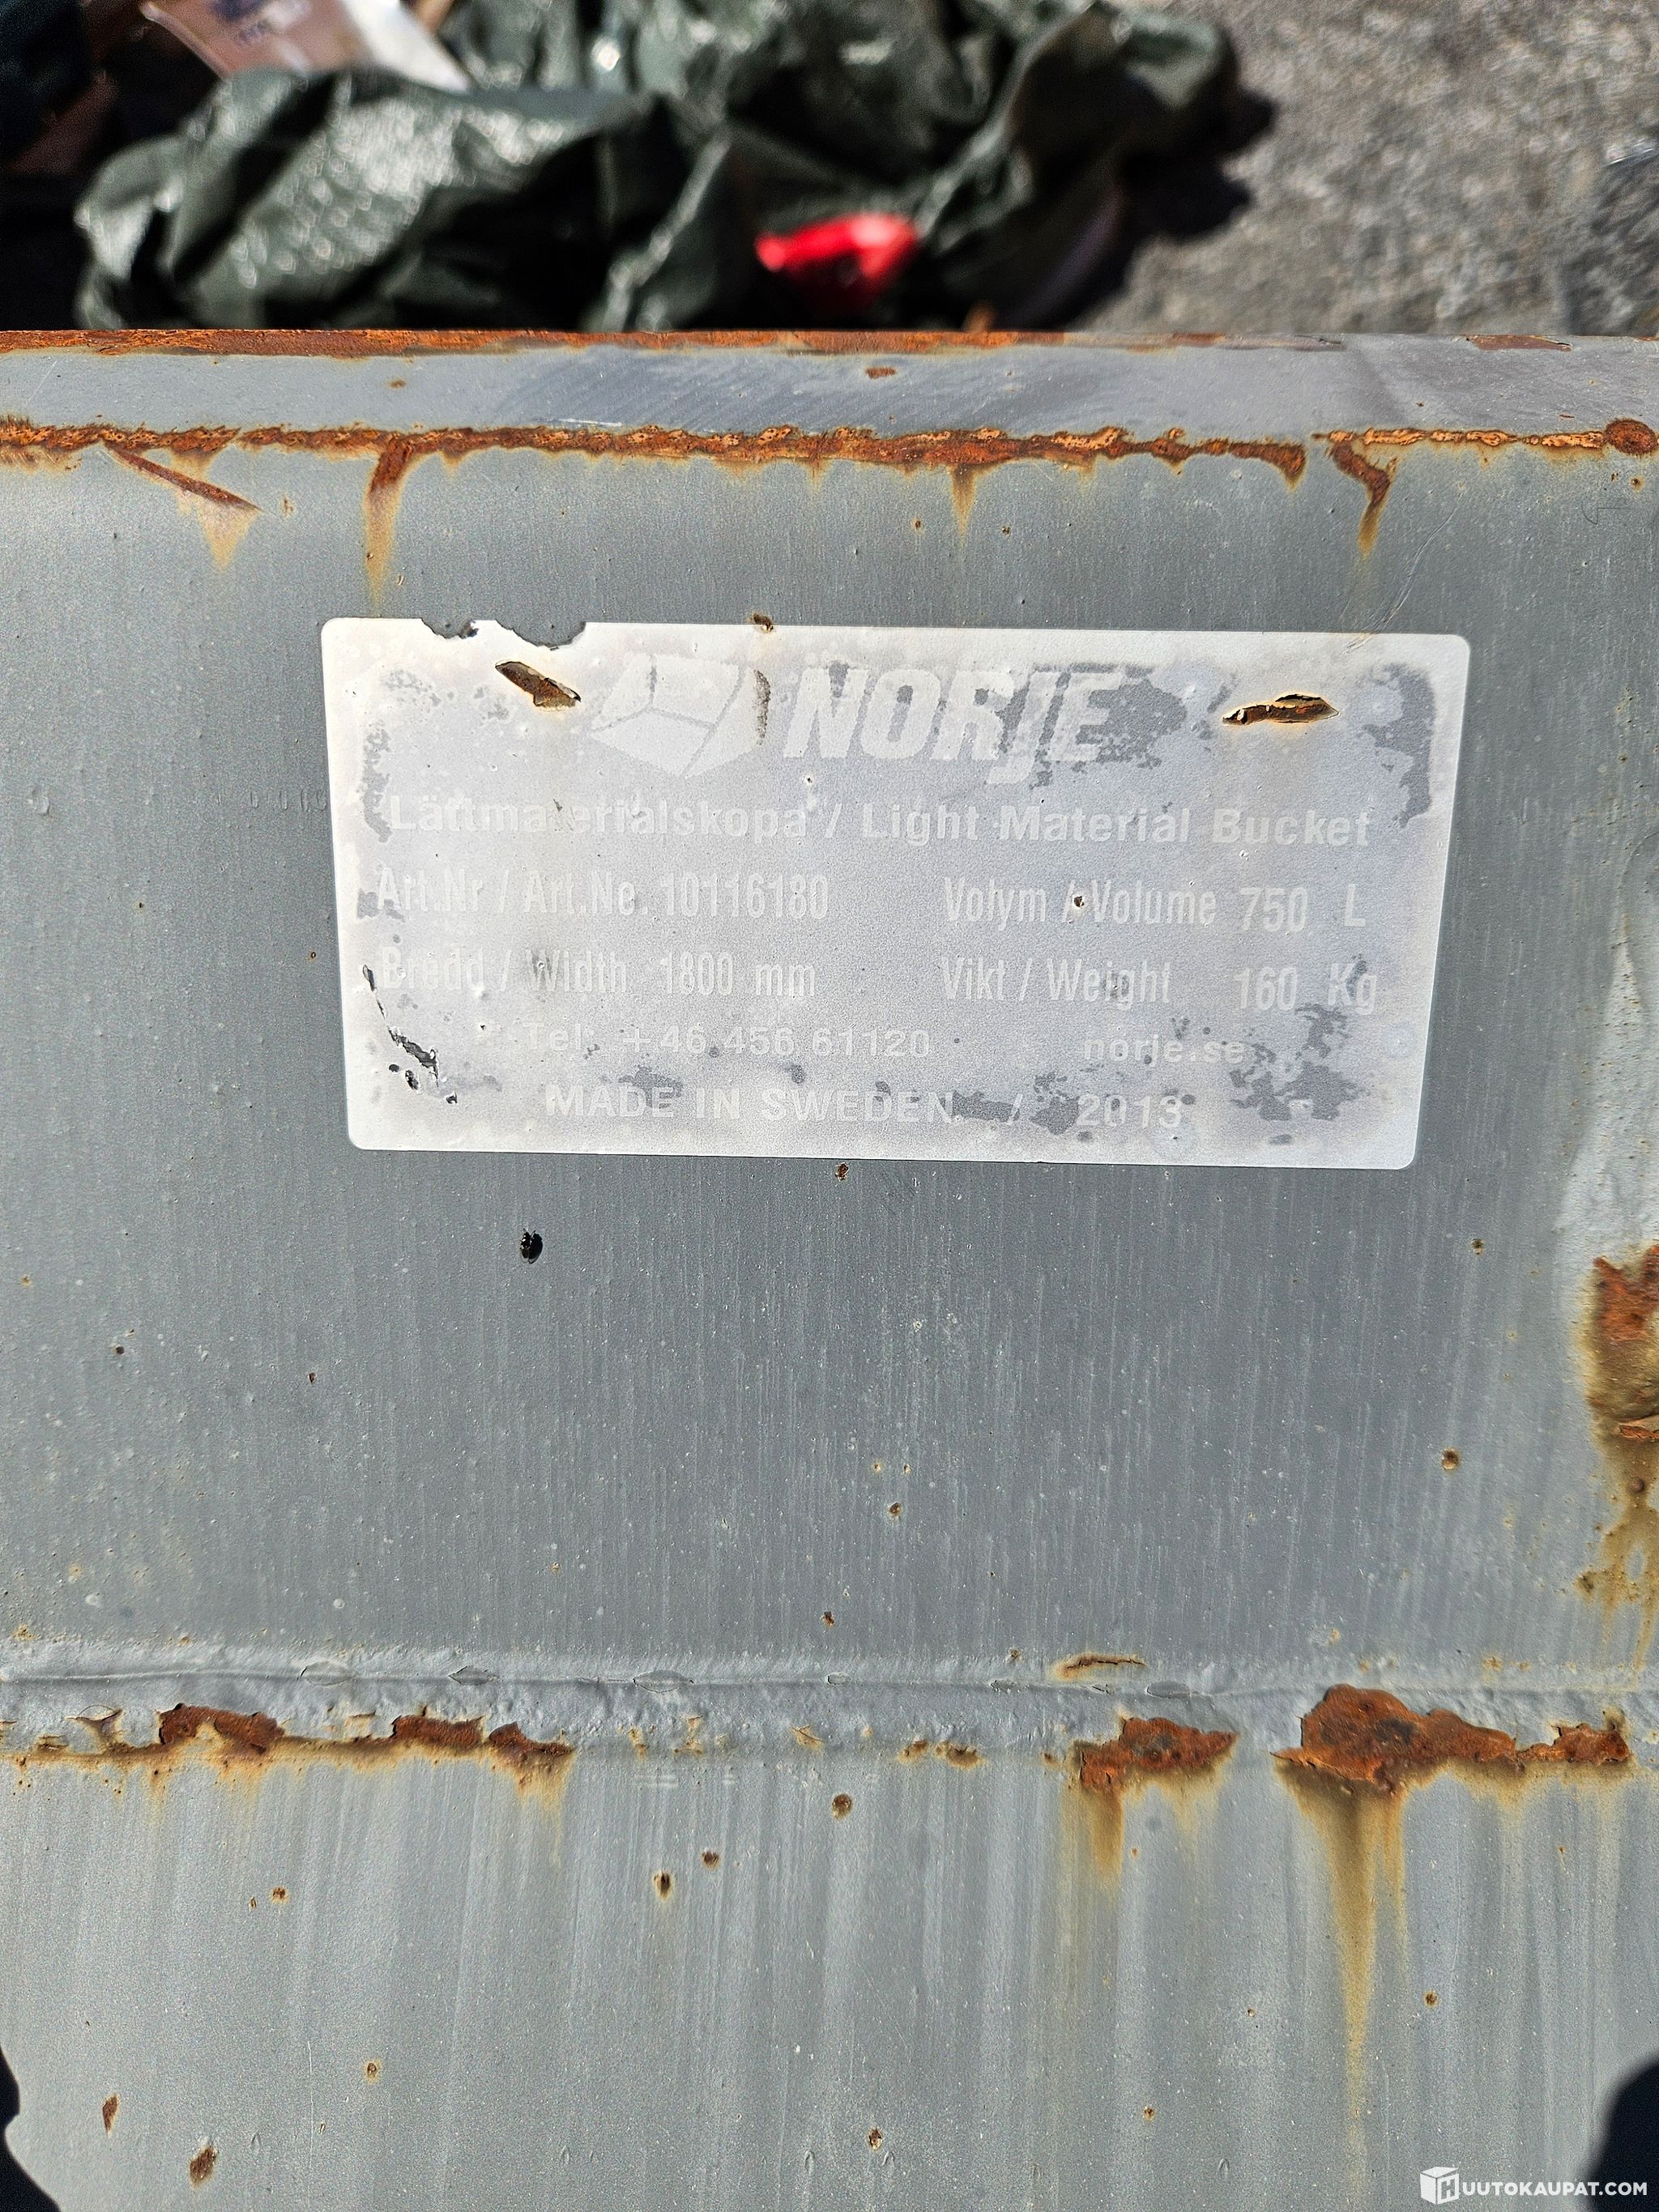 NORJE
Lättmaterialskopa / Light Material Bucket
Art.Nr / Art.No. 10116180 Volym / Volume 750 L
Bredd / Width 1800 mm Vikt / Weight 160 Kg
Tel: +46 456 61120 norje.se
MADE IN SWEDEN / 2013
HUUTOKAUPAT.COM